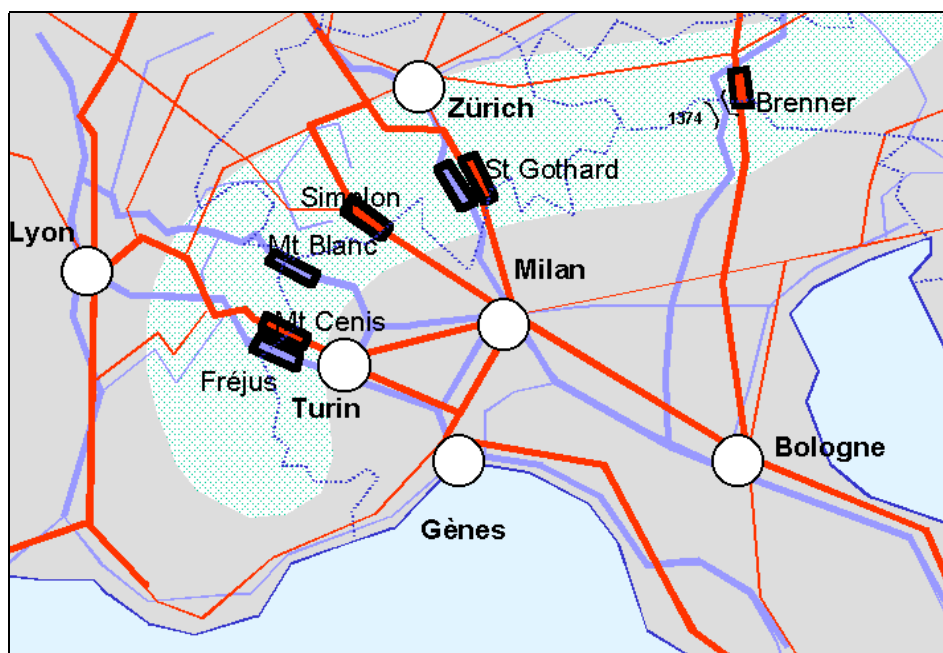 Zürich
Brenner
1374
St Gothard
Simplon
Lyon
Mt Blanc
Milan
Mt Cenis
Fréjus
Turin
Bologne
Gènes